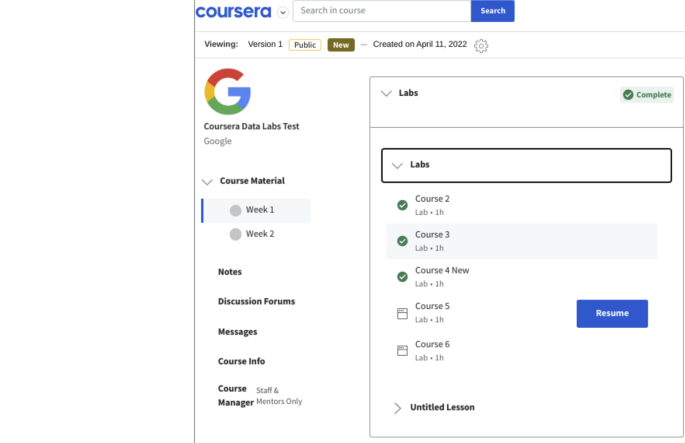 coursera
Search in course
Search
Viewing: Version 1 Public New — Created on April 11, 2022
Coursera Data Labs Test
Google
Course Material
Week 1
Week 2
Notes
Discussion Forums
Messages
Course Info
Course Manager Staff & Mentors Only
Labs
Complete
Labs
Course 2
Lab • 1h
Course 3
Lab • 1h
Course 4 New
Lab • 1h
Course 5
Lab • 1h
Resume
Course 6
Lab • 1h
Untitled Lesson